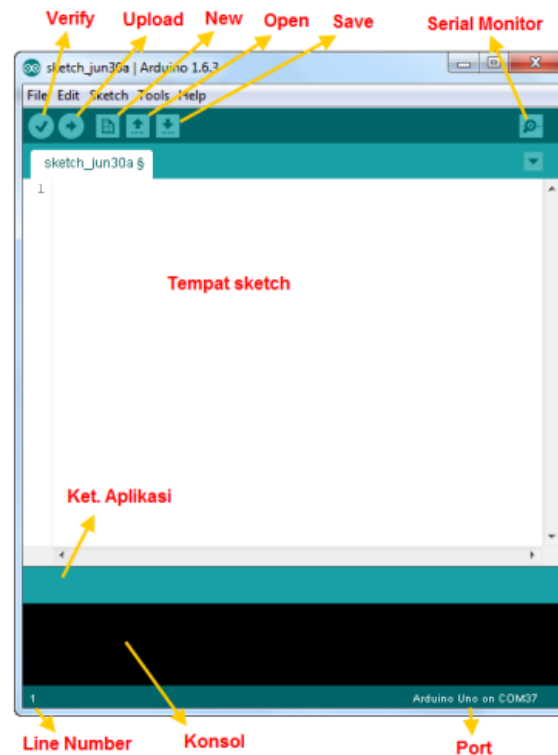 Verify Upload New Open Save Serial Monitor
sketch_jun30a | Arduino 1.6.3
File Edit Sketch Tools Help
sketch_jun30a §
1
Tempat sketch
Ket. Aplikasi
1 Arduino Uno on COM37
Line Number Konsol Port